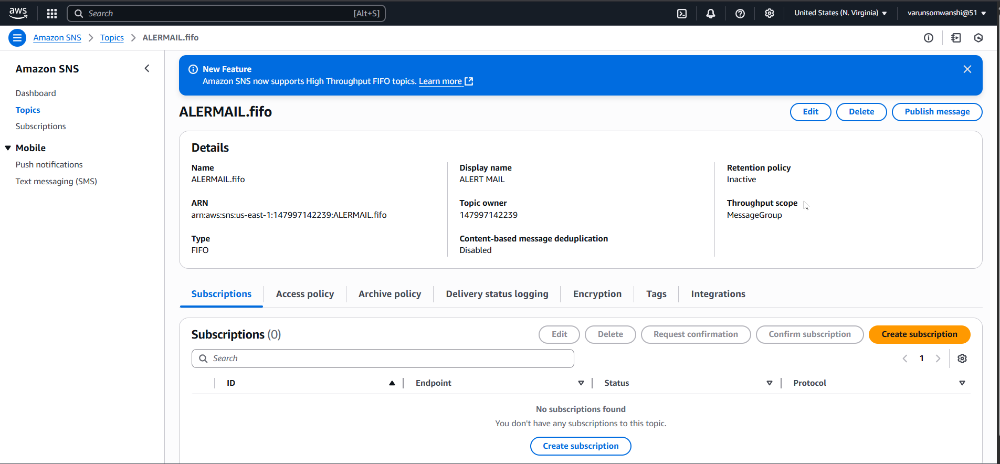 aws
Search [Alt+S]
United States (N. Virginia)
varunsomwanshi@51
Amazon SNS
Topics
ALERMAIL.fifo
Amazon SNS
Dashboard
Topics
Subscriptions
Mobile
Push notifications
Text messaging (SMS)
New Feature
Amazon SNS now supports High Throughput FIFO topics. Learn more
ALERMAIL.fifo
Edit
Delete
Publish message
Details
Name
ALERMAIL.fifo
ARN
arn:aws:sns:us-east-1:147997142239:ALERMAIL.fifo
Type
FIFO
Display name
ALERT MAIL
Topic owner
147997142239
Content-based message deduplication
Disabled
Retention policy
Inactive
Throughput scope
MessageGroup
Subscriptions
Access policy
Archive policy
Delivery status logging
Encryption
Tags
Integrations
Subscriptions (0)
Edit
Delete
Request confirmation
Confirm subscription
Create subscription
Search
1
ID
Endpoint
Status
Protocol
No subscriptions found
You don't have any subscriptions to this topic.
Create subscription